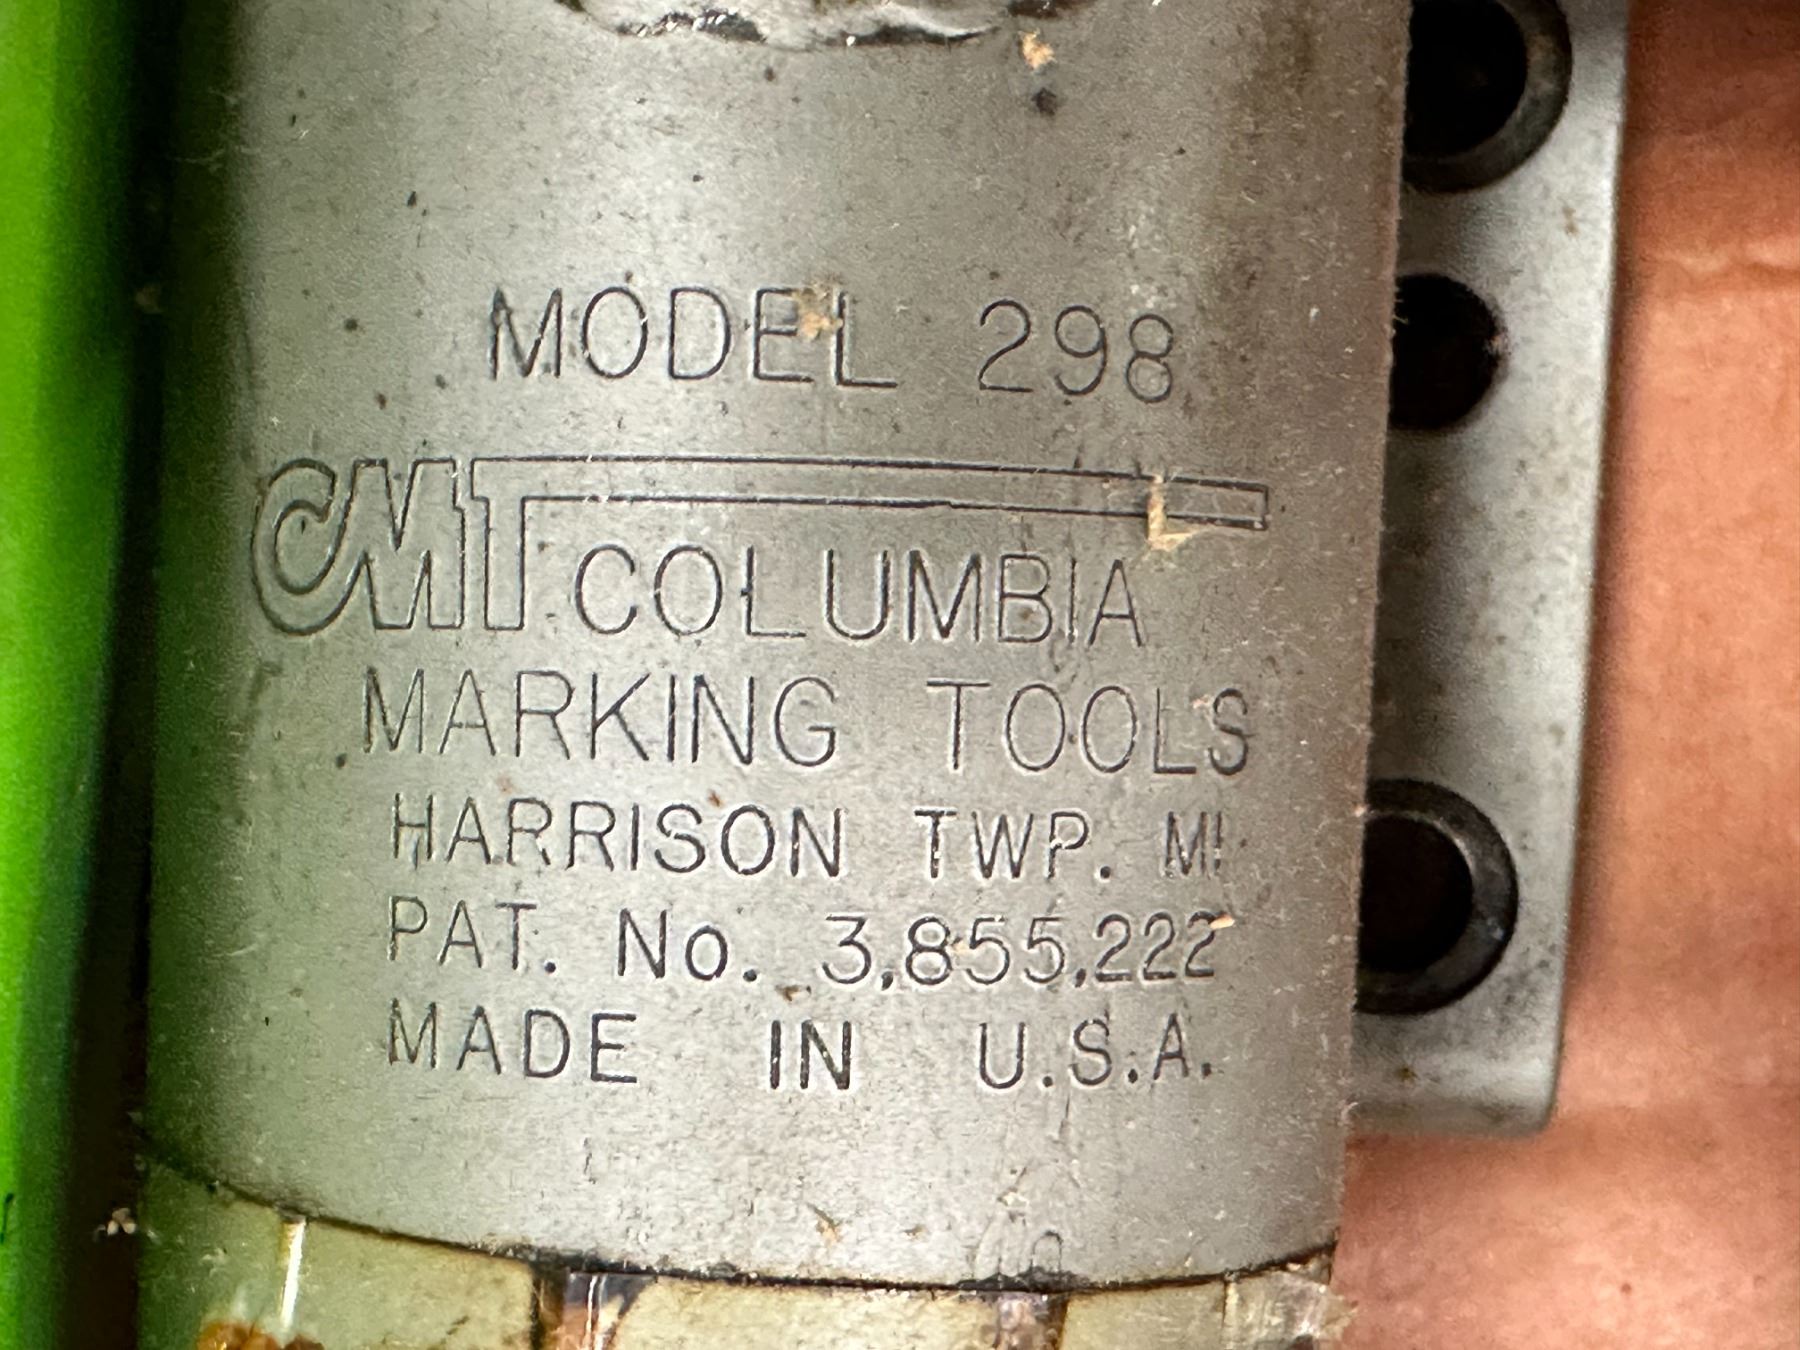 MODEL 298
CMT COLUMBIA
MARKING TOOLS
HARRISON TWP. MI
PAT. No. 3,855,222
MADE IN U.S.A.